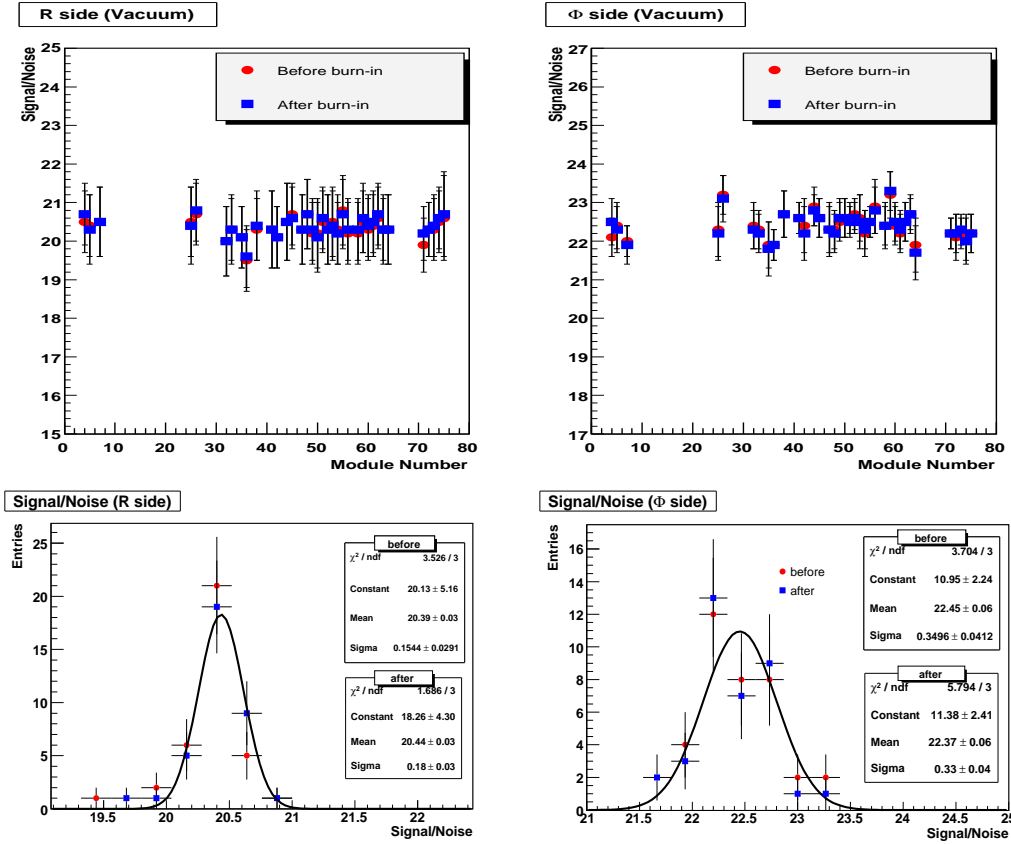 R side (Vacuum)
Signal/Noise
25
24
23
22
21
20
19
18
17
16
15
Before burn-in
After burn-in
0 10 20 30 40 50 60 70 80
Module Number
Φ side (Vacuum)
Signal/Noise
27
26
25
24
23
22
21
20
19
18
17
Before burn-in
After burn-in
0 10 20 30 40 50 60 70 80
Module Number
Signal/Noise (R side)
Entries
25
20
15
10
5
0
before
χ² / ndf 3.526 / 3
Constant 20.13 ± 5.16
Mean 20.39 ± 0.03
Sigma 0.1544 ± 0.0291
after
χ² / ndf 1.686 / 3
Constant 18.26 ± 4.30
Mean 20.44 ± 0.03
Sigma 0.18 ± 0.03
19.5 20 20.5 21 21.5 22
Signal/Noise
Signal/Noise (Φ side)
Entries
16
14
12
10
8
6
4
2
0
before
after
before
χ² / ndf 3.704 / 3
Constant 10.95 ± 2.24
Mean 22.45 ± 0.06
Sigma 0.3496 ± 0.0412
after
χ² / ndf 5.794 / 3
Constant 11.38 ± 2.41
Mean 22.37 ± 0.06
Sigma 0.33 ± 0.04
21 21.5 22 22.5 23 23.5 24 24.5 25
Signal/Noise